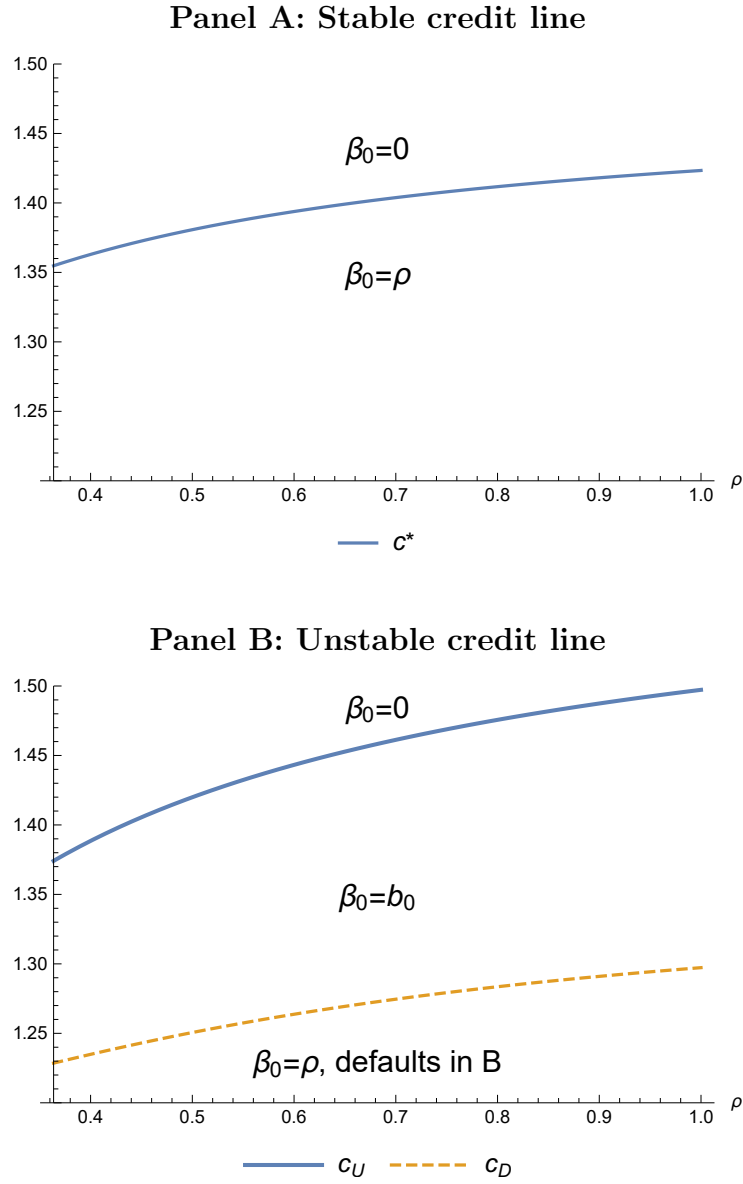 Panel A: Stable credit line
1.50
1.45
β₀=0
1.40
1.35
β₀=ρ
1.30
1.25
0.4 0.5 0.6 0.7 0.8 0.9 1.0 ρ
c*
Panel B: Unstable credit line
1.50
β₀=0
1.45
1.40
1.35
β₀=b₀
1.30
1.25
β₀=ρ, defaults in B
0.4 0.5 0.6 0.7 0.8 0.9 1.0 ρ
c_U c_D